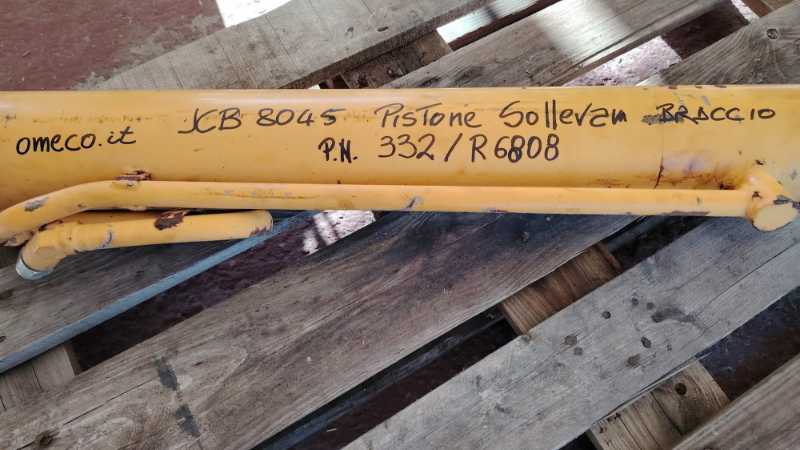 omeco.it JCB 8045 Pistone Sollevam BRACCIO
P.N. 332/R6808